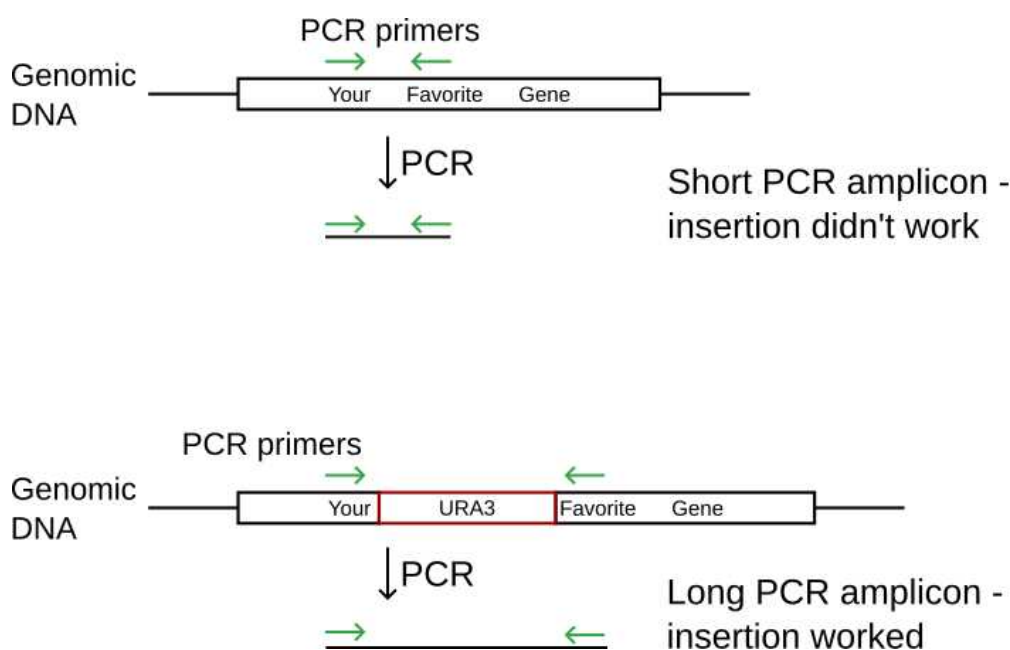 PCR primers
Genomic
DNA
Your Favorite Gene
PCR
Short PCR amplicon -
insertion didn't work
PCR primers
Genomic
DNA
Your URA3 Favorite Gene
PCR
Long PCR amplicon -
insertion worked